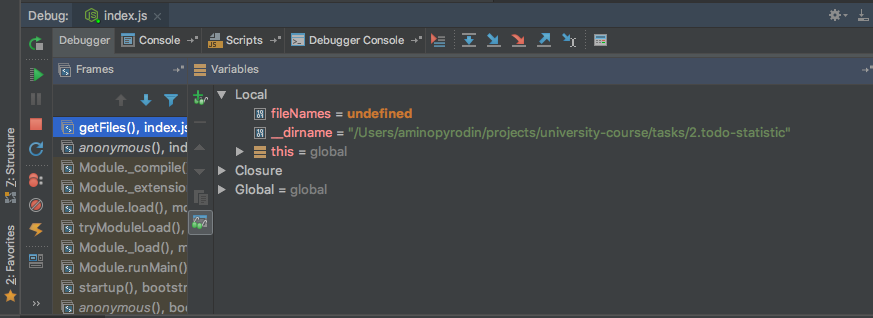 Debug: index.js
Debugger Console Scripts Debugger Console
Frames Variables
Local
fileNames = undefined
__dirname = "/Users/aminopyrodin/projects/university-course/tasks/2.todo-statistic"
this = global
Closure
Global = global
getFiles(), index.js
anonymous(), ind
Module._compile()
Module._extension
Module.load(), mo
tryModuleLoad(),
Module._load(), m
Module.runMain()
startup(), bootstr
anonymous(), boo
7: Structure
2: Favorites